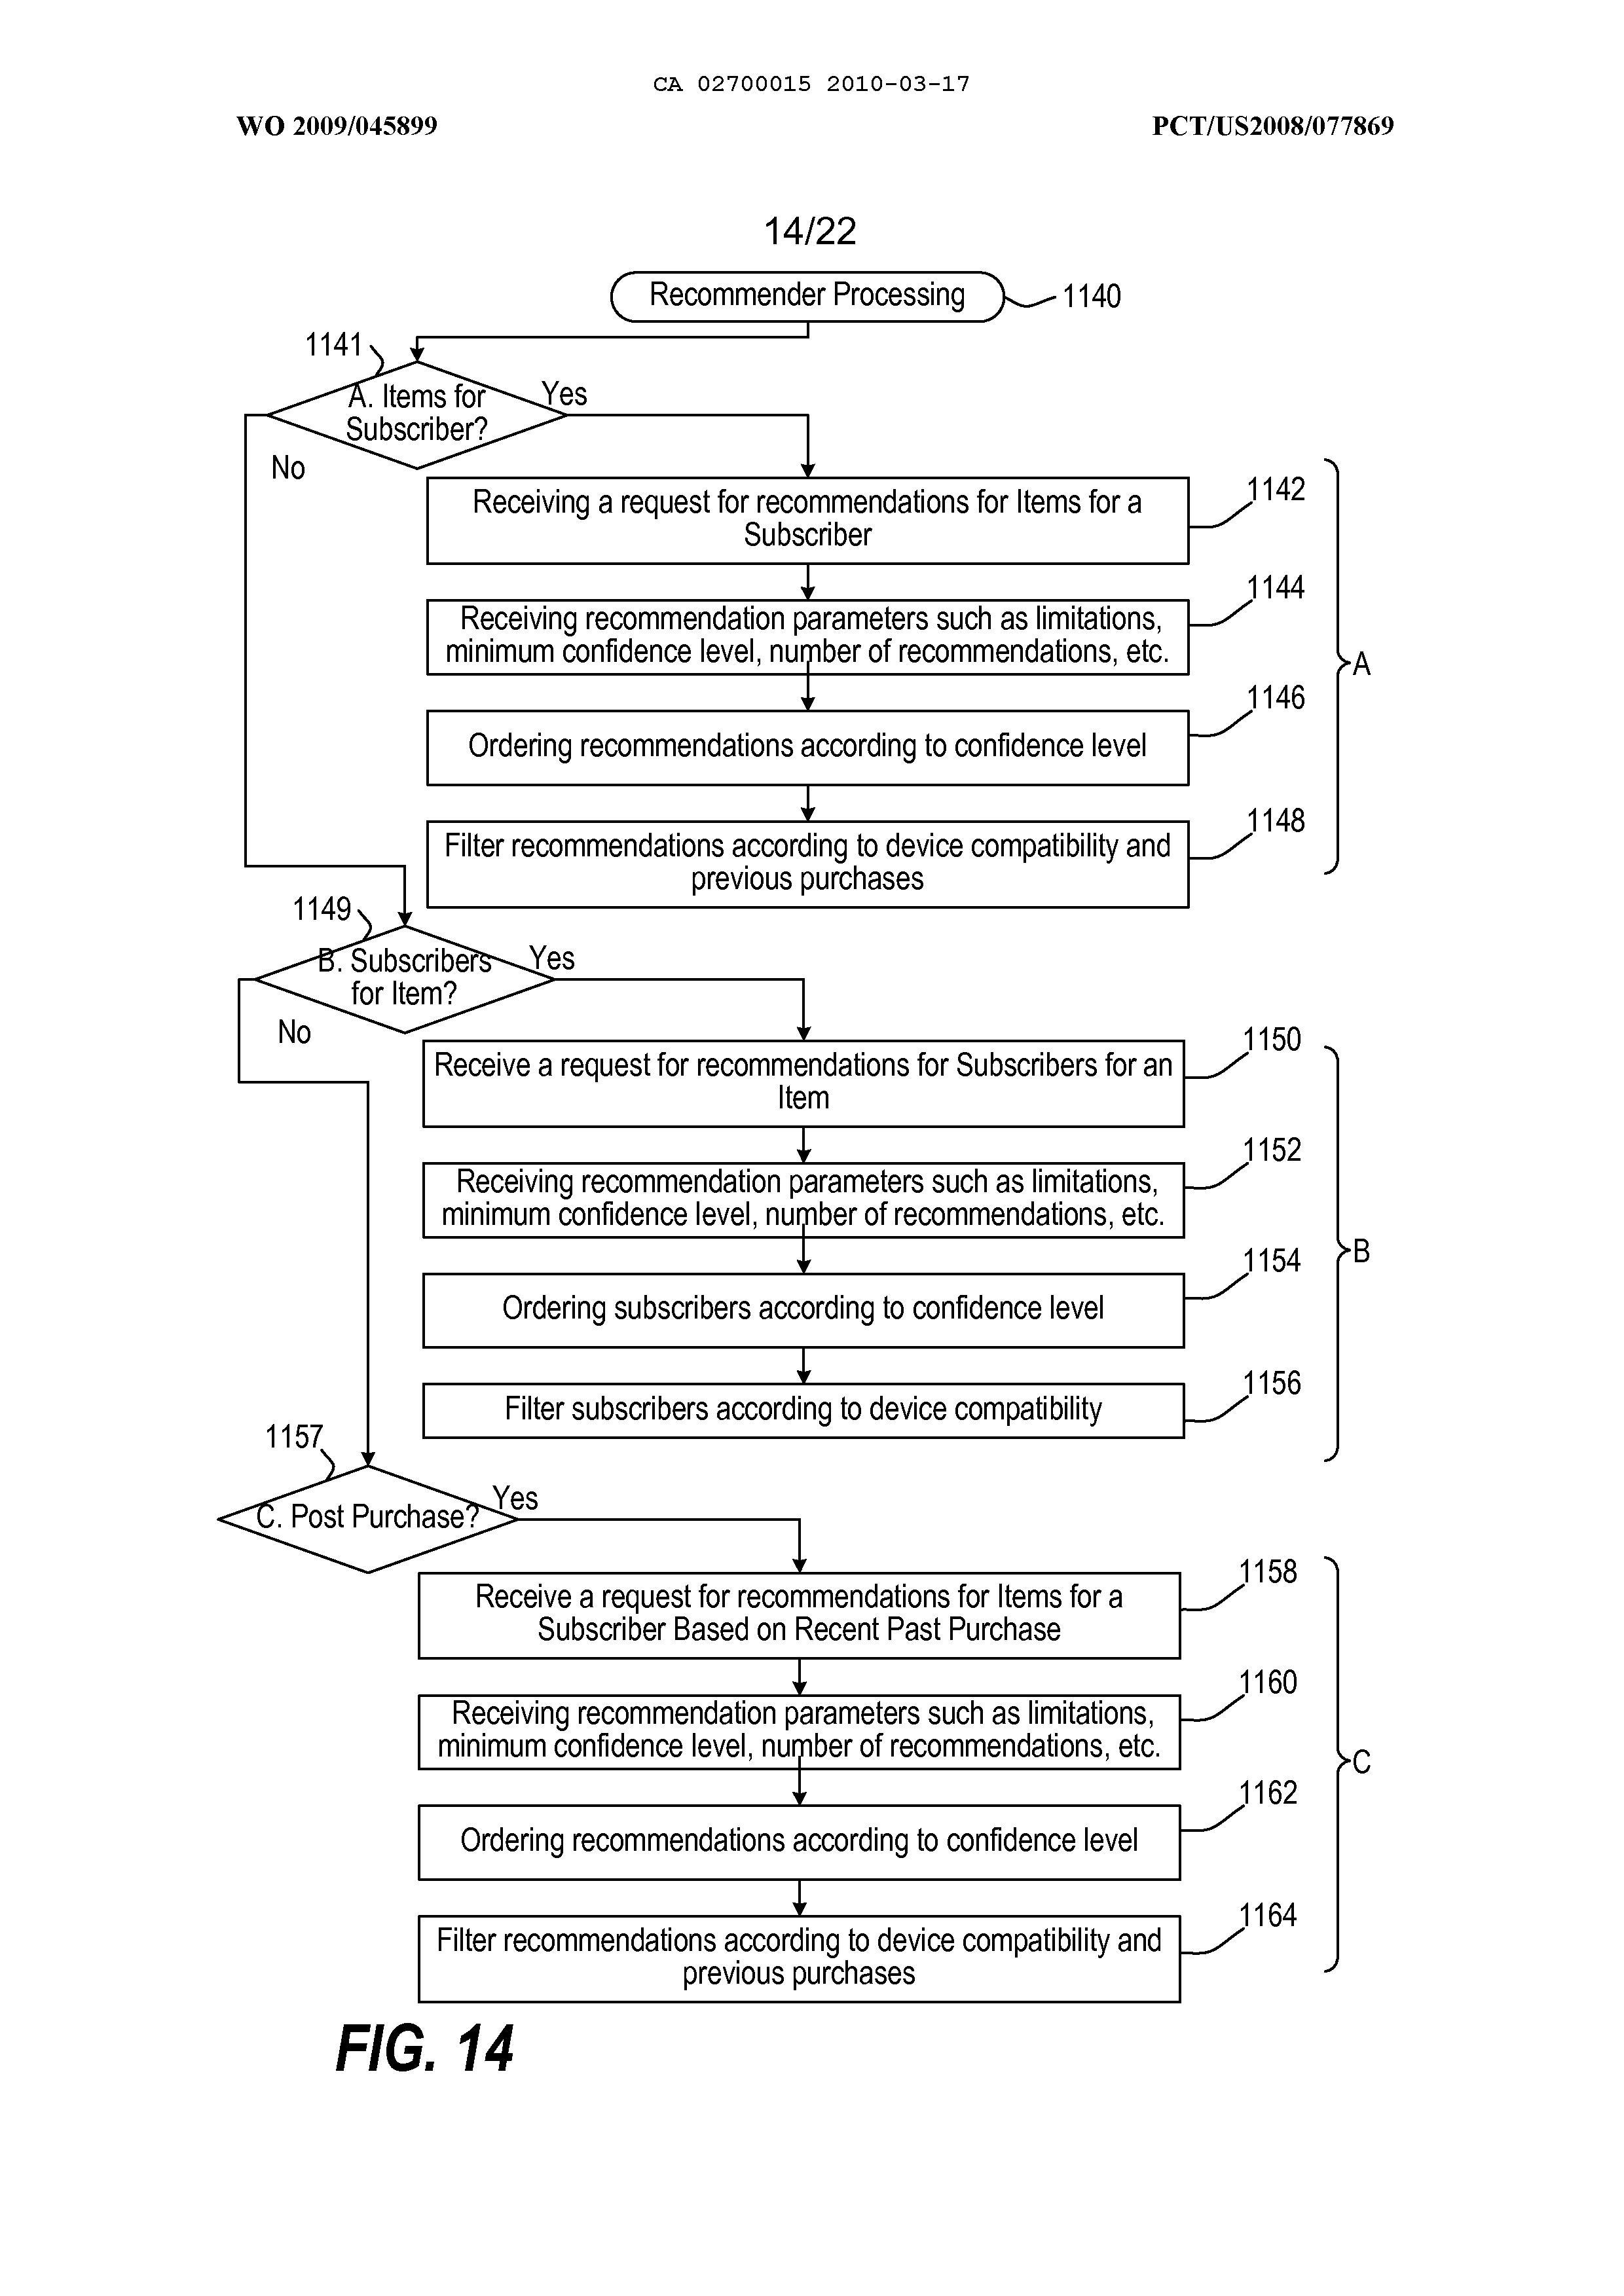 CA 02700015 2010-03-17
WO 2009/045899
PCT/US2008/077869
14/22
Recommender Processing
1140
1141
A. Items for
Subscriber?
Yes
No
Receiving a request for recommendations for Items for a
Subscriber
1142
Receiving recommendation parameters such as limitations,
minimum confidence level, number of recommendations, etc.
1144
Ordering recommendations according to confidence level
1146
Filter recommendations according to device compatibility and
previous purchases
1148
A
1149
B. Subscribers
for Item?
Yes
No
Receive a request for recommendations for Subscribers for an
Item
1150
Receiving recommendation parameters such as limitations,
minimum confidence level, number of recommendations, etc.
1152
Ordering subscribers according to confidence level
1154
Filter subscribers according to device compatibility
1156
B
1157
C. Post Purchase?
Yes
Receive a request for recommendations for Items for a
Subscriber Based on Recent Past Purchase
1158
Receiving recommendation parameters such as limitations,
minimum confidence level, number of recommendations, etc.
1160
Ordering recommendations according to confidence level
1162
Filter recommendations according to device compatibility and
previous purchases
1164
C
FIG. 14